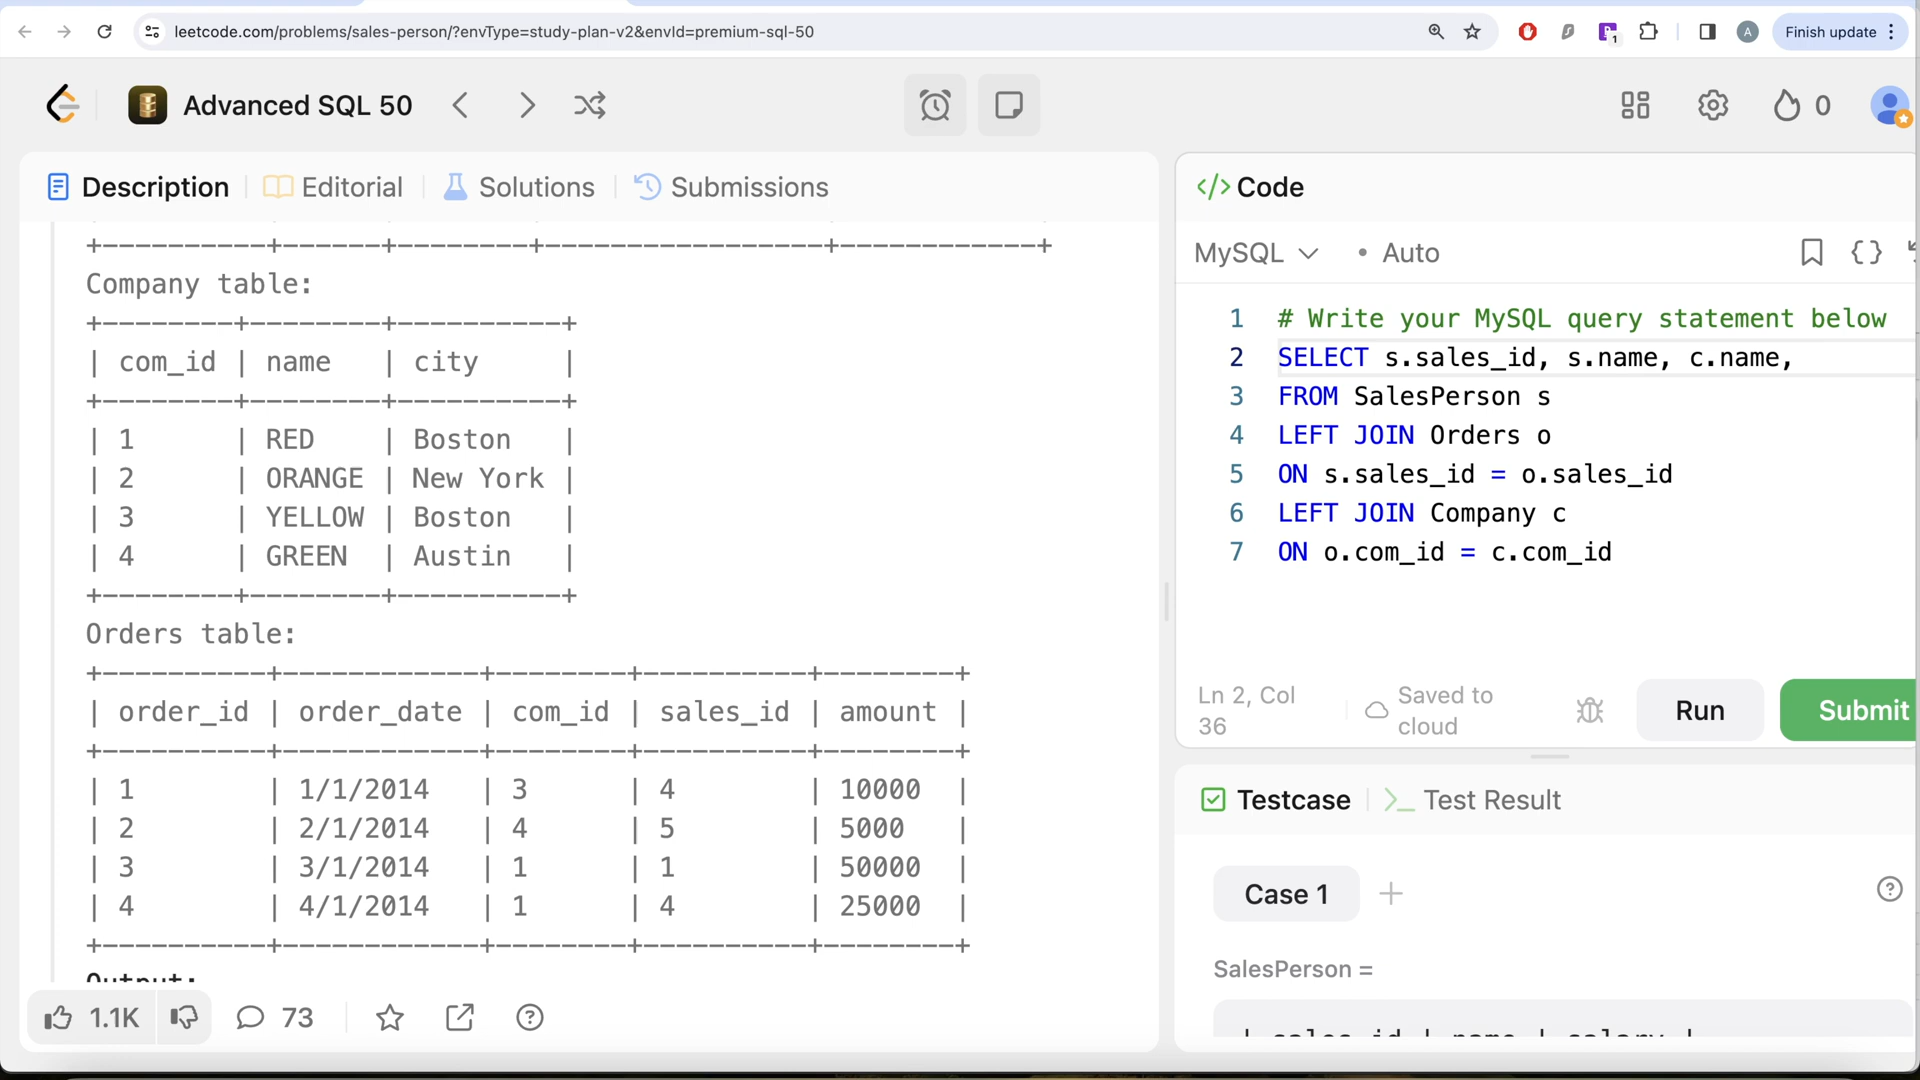 leetcode.com/problems/sales-person/?envType=study-plan-v2&envId=premium-sql-50
1
A
Finish update
Advanced SQL 50
0
Description
Editorial
Solutions
Submissions
+----------+------+--------+-----------------+------------+
Company table:
+--------+--------+----------+
| com_id | name   | city     |
+--------+--------+----------+
| 1      | RED    | Boston   |
| 2      | ORANGE | New York |
| 3      | YELLOW | Boston   |
| 4      | GREEN  | Austin   |
+--------+--------+----------+
Orders table:
+----------+------------+--------+----------+--------+
| order_id | order_date | com_id | sales_id | amount |
+----------+------------+--------+----------+--------+
| 1        | 1/1/2014   | 3      | 4        | 10000  |
| 2        | 2/1/2014   | 4      | 5        | 5000   |
| 3        | 3/1/2014   | 1      | 1        | 50000  |
| 4        | 4/1/2014   | 1      | 4        | 25000  |
+----------+------------+--------+----------+--------+
Output:
1.1K
73
</> Code
MySQL
• Auto
1 # Write your MySQL query statement below
2 SELECT s.sales_id, s.name, c.name,
3 FROM SalesPerson s
4 LEFT JOIN Orders o
5 ON s.sales_id = o.sales_id
6 LEFT JOIN Company c
7 ON o.com_id = c.com_id
Ln 2, Col
36
Saved to
cloud
Run
Submit
Testcase
Test Result
Case 1
SalesPerson =
| sales_id | name | salary |